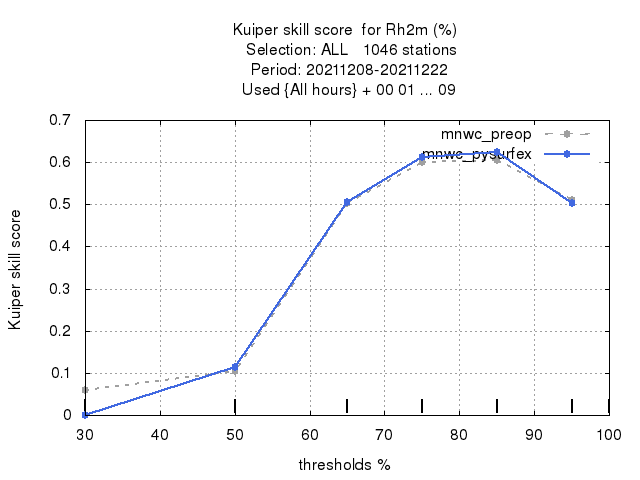 Kuiper skill score  for Rh2m (%)
Selection: ALL   1046 stations
Period: 20211208-20211222
Used {All hours} + 00 01 ... 09
mnwc_preop
mnwc_pysurfex
Kuiper skill score
0.7
0.6
0.5
0.4
0.3
0.2
0.1
0
30 40 50 60 70 80 90 100
thresholds %